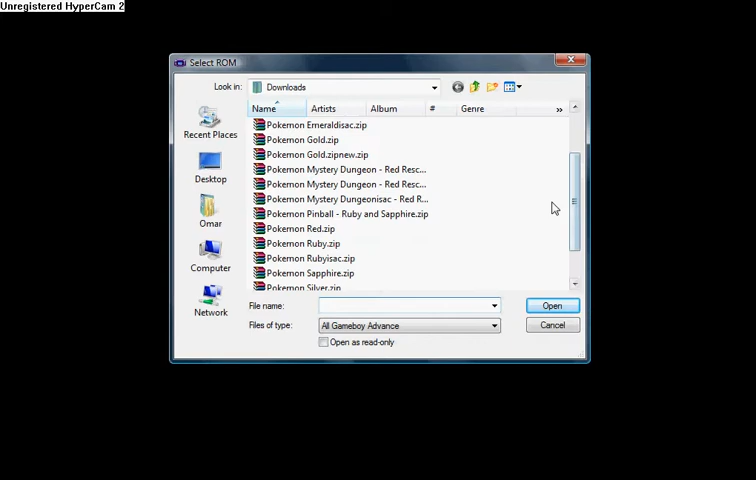 Unregistered HyperCam 2
Select ROM
Look in: Downloads
Name Artists Album # Genre »
Recent Places
Desktop
Omar
Computer
Network
Pokemon Emeraldisac.zip
Pokemon Gold.zip
Pokemon Gold.zipnew.zip
Pokemon Mystery Dungeon - Red Resc...
Pokemon Mystery Dungeon - Red Resc...
Pokemon Mystery Dungeonisac - Red R...
Pokemon Pinball - Ruby and Sapphire.zip
Pokemon Red.zip
Pokemon Ruby.zip
Pokemon Rubyisac.zip
Pokemon Sapphire.zip
Pokemon Silver.zip
File name: Open
Files of type: All Gameboy Advance Cancel
Open as read-only